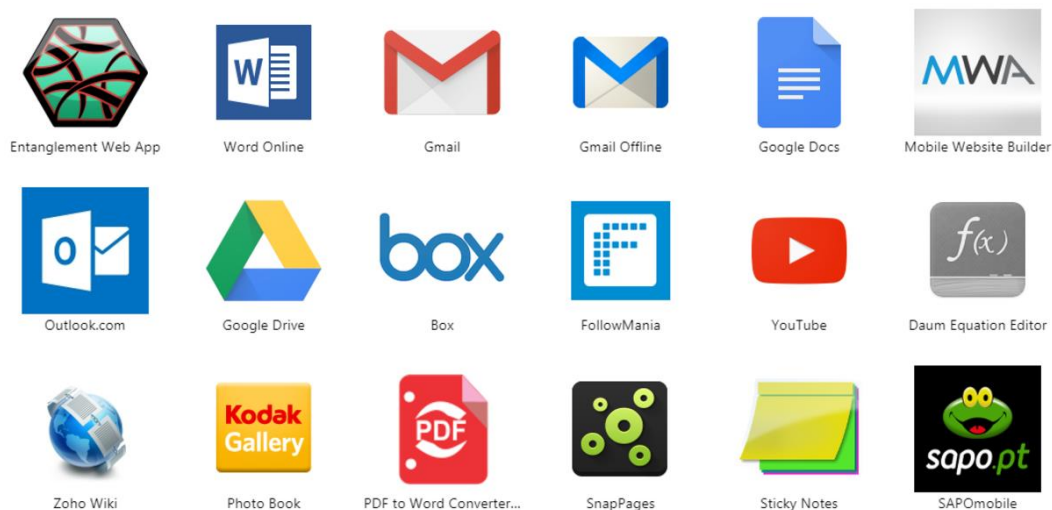 W
MWA
Entanglement Web App
Word Online
Gmail
Gmail Offline
Google Docs
Mobile Website Builder
O
box
F
f(x)
Outlook.com
Google Drive
Box
FollowMania
YouTube
Daum Equation Editor
Kodak
Gallery
PDF
sapo.pt
Zoho Wiki
Photo Book
PDF to Word Converter...
SnapPages
Sticky Notes
SAPOmobile